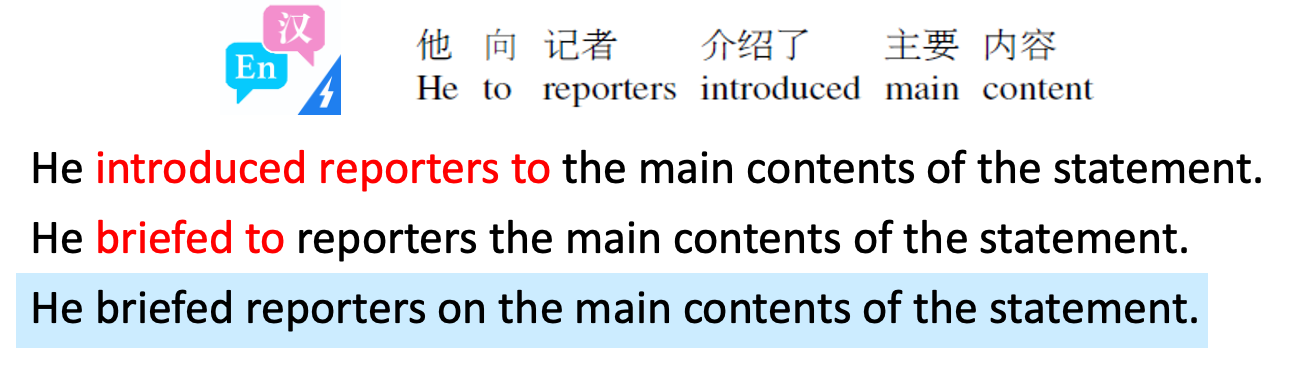 汉
En
他 向 记者 介绍了 主要 内容
He to reporters introduced main content
He introduced reporters to the main contents of the statement.
He briefed to reporters the main contents of the statement.
He briefed reporters on the main contents of the statement.